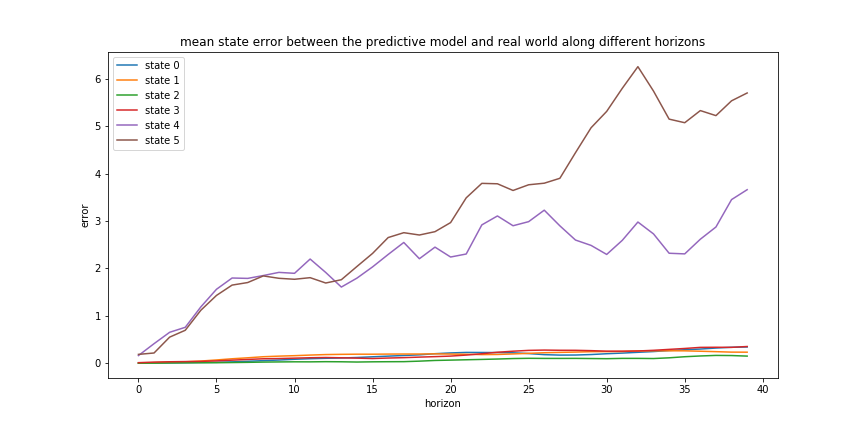 mean state error between the predictive model and real world along different horizons
state 0
state 1
state 2
state 3
state 4
state 5
error
6
5
4
3
2
1
0
0 5 10 15 20 25 30 35 40
horizon